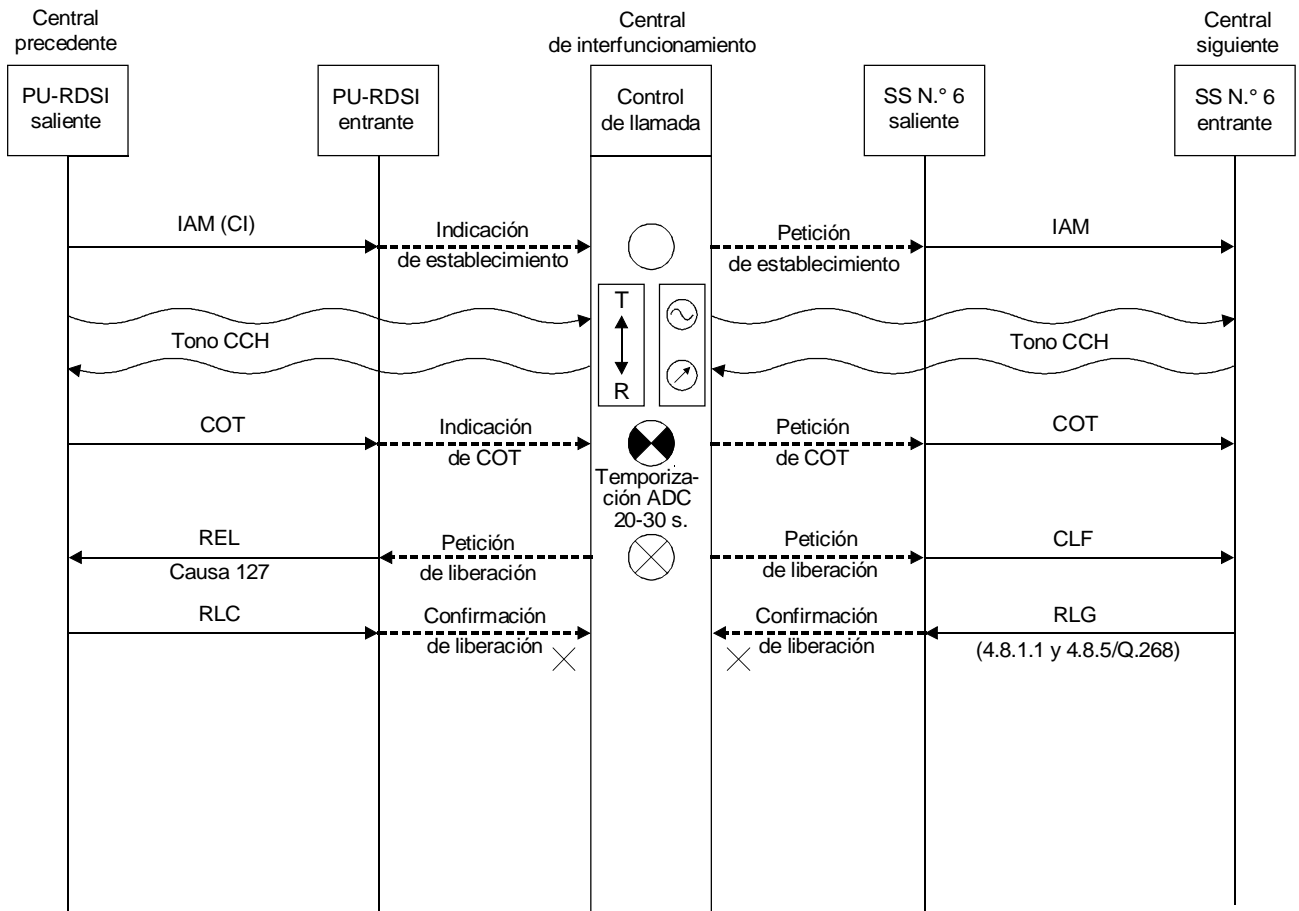 Central
precedente
Central
de interfuncionamiento
Central
siguiente
PU-RDSI
saliente
PU-RDSI
entrante
Control
de llamada
SS N.° 6
saliente
SS N.° 6
entrante
IAM (CI)
Indicación
de establecimiento
Petición
de establecimiento
IAM
T
R
Tono CCH
Tono CCH
COT
Indicación
de COT
Petición
de COT
COT
Temporiza-
ción ADC
20-30 s.
REL
Causa 127
Petición
de liberación
Petición
de liberación
CLF
RLC
Confirmación
de liberación
Confirmación
de liberación
RLG
(4.8.1.1 y 4.8.5/Q.268)